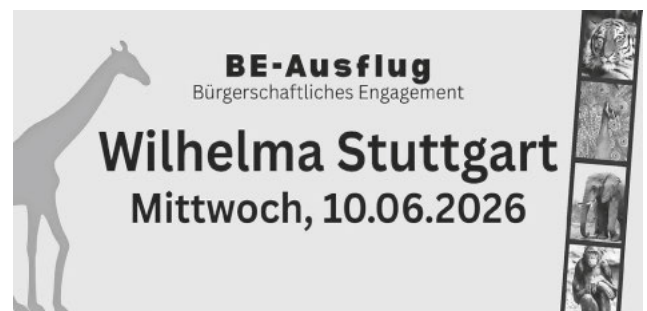 BE-Ausflug
Bürgerschaftliches Engagement
Wilhelma Stuttgart
Mittwoch, 10.06.2026